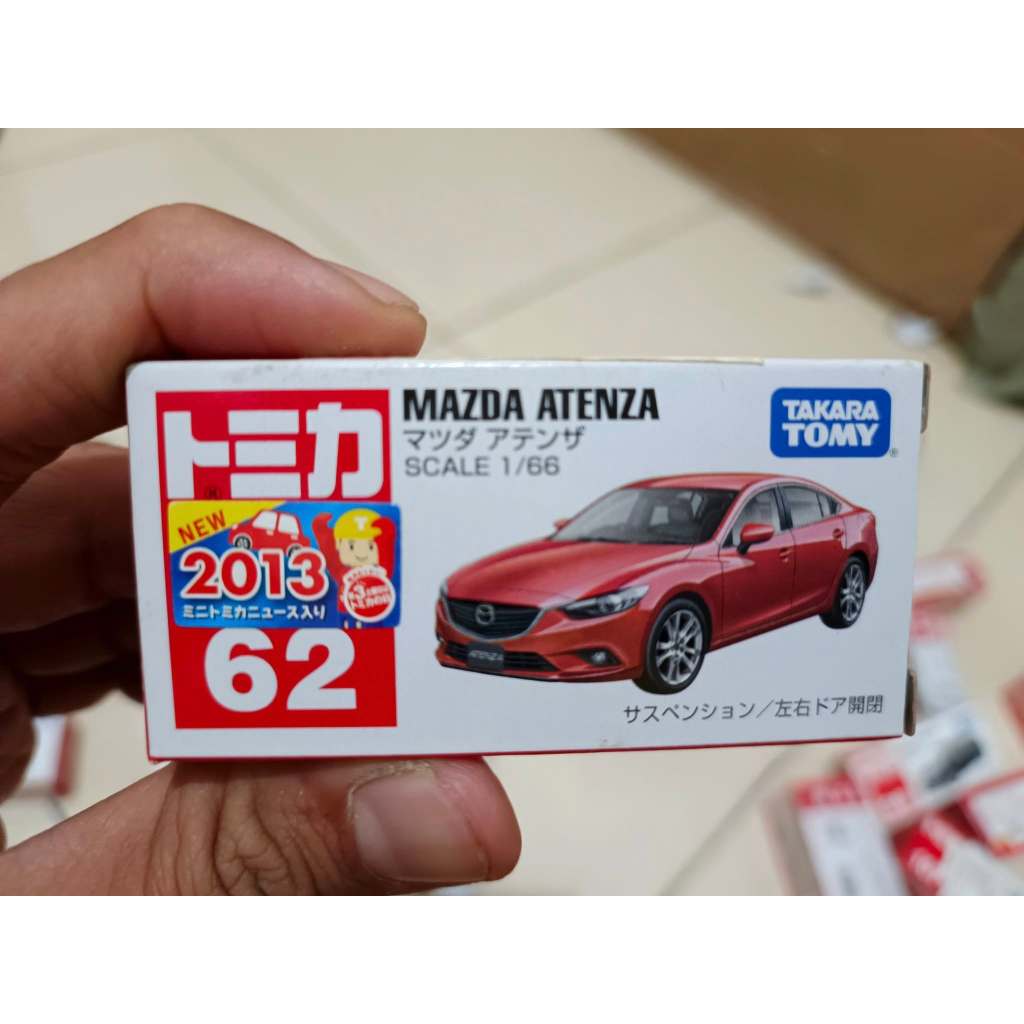 トミカ
MAZDA ATENZA
マツダ アテンザ
SCALE 1/66
TAKARA
TOMY
NEW
2013
ミニトミカニュース入り
62
ATENZA
サスペンション／左右ドア開閉